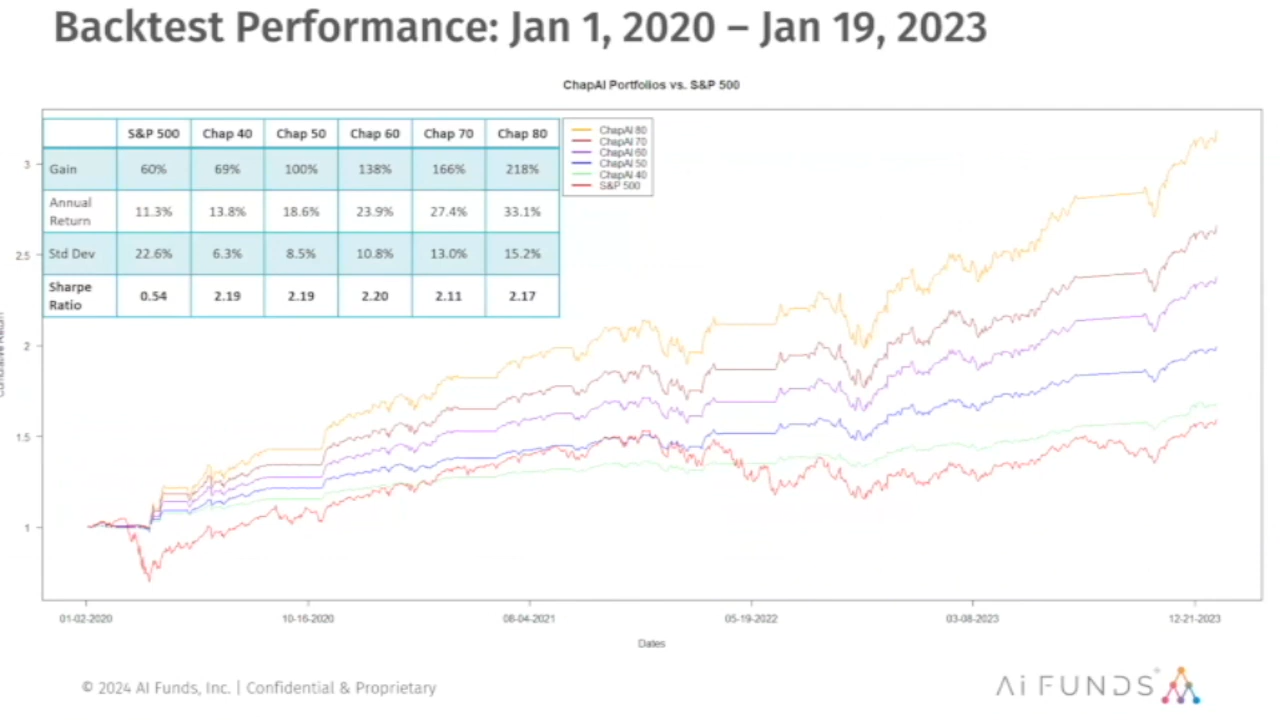 Backtest Performance: Jan 1, 2020 – Jan 19, 2023
ChapAI Portfolios vs. S&P 500
S&P 500 Chap 40 Chap 50 Chap 60 Chap 70 Chap 80
Gain 60% 69% 100% 138% 166% 218%
Annual
Return 11.3% 13.8% 18.6% 23.9% 27.4% 33.1%
Std Dev 22.6% 6.3% 8.5% 10.8% 13.0% 15.2%
Sharpe
Ratio 0.54 2.19 2.19 2.20 2.11 2.17
ChapAI 80
ChapAI 70
ChapAI 60
ChapAI 50
ChapAI 40
S&P 500
3
2.5
2
1.5
1
01-02-2020 10-16-2020 08-04-2021 05-19-2022 03-08-2023 12-21-2023
Dates
© 2024 AI Funds, Inc. | Confidential & Proprietary
Ai FUNDS